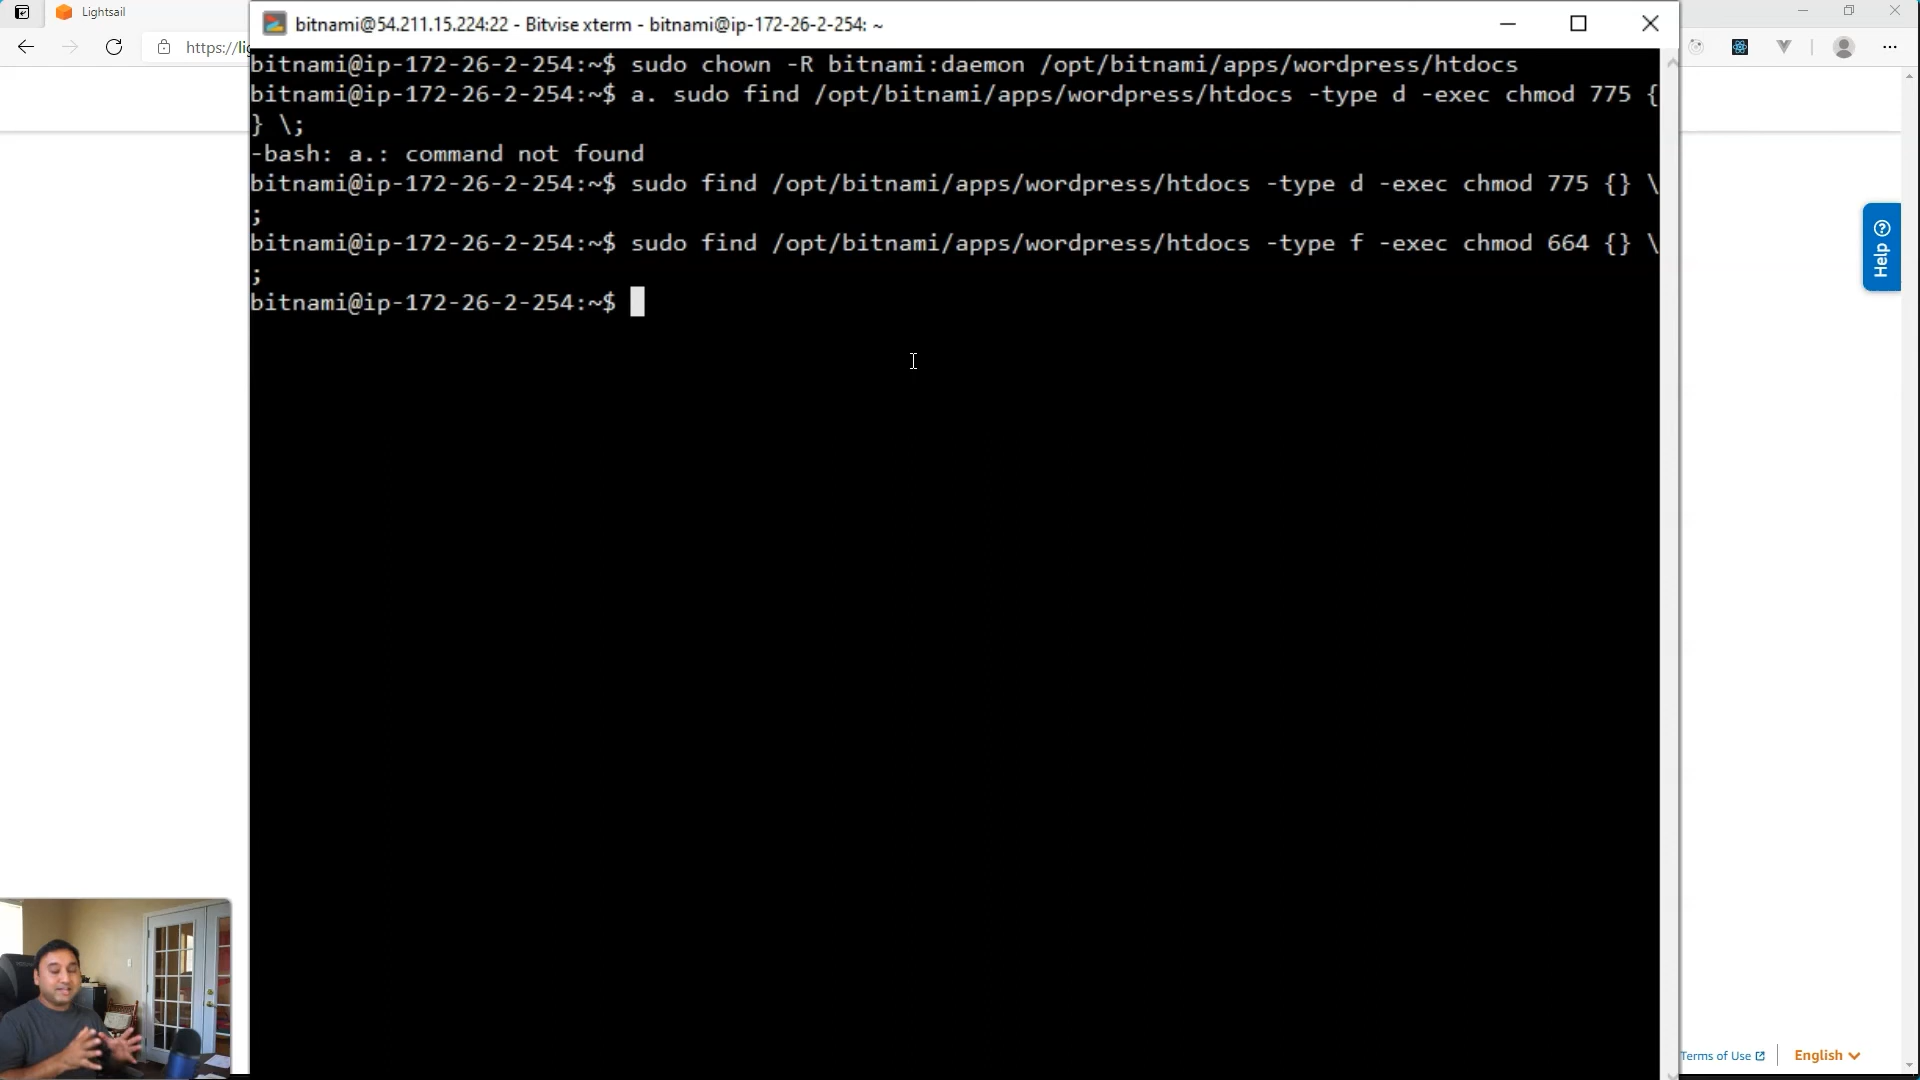 Lightsail
bitnami@54.211.15.224:22 - Bitvise xterm - bitnami@ip-172-26-2-254: ~
https://lig
bitnami@ip-172-26-2-254:~$ sudo chown -R bitnami:daemon /opt/bitnami/apps/wordpress/htdocs
bitnami@ip-172-26-2-254:~$ a. sudo find /opt/bitnami/apps/wordpress/htdocs -type d -exec chmod 775 {
} \;
-bash: a.: command not found
bitnami@ip-172-26-2-254:~$ sudo find /opt/bitnami/apps/wordpress/htdocs -type d -exec chmod 775 {} \
;
bitnami@ip-172-26-2-254:~$ sudo find /opt/bitnami/apps/wordpress/htdocs -type f -exec chmod 664 {} \
;
bitnami@ip-172-26-2-254:~$
Help
Terms of Use
English